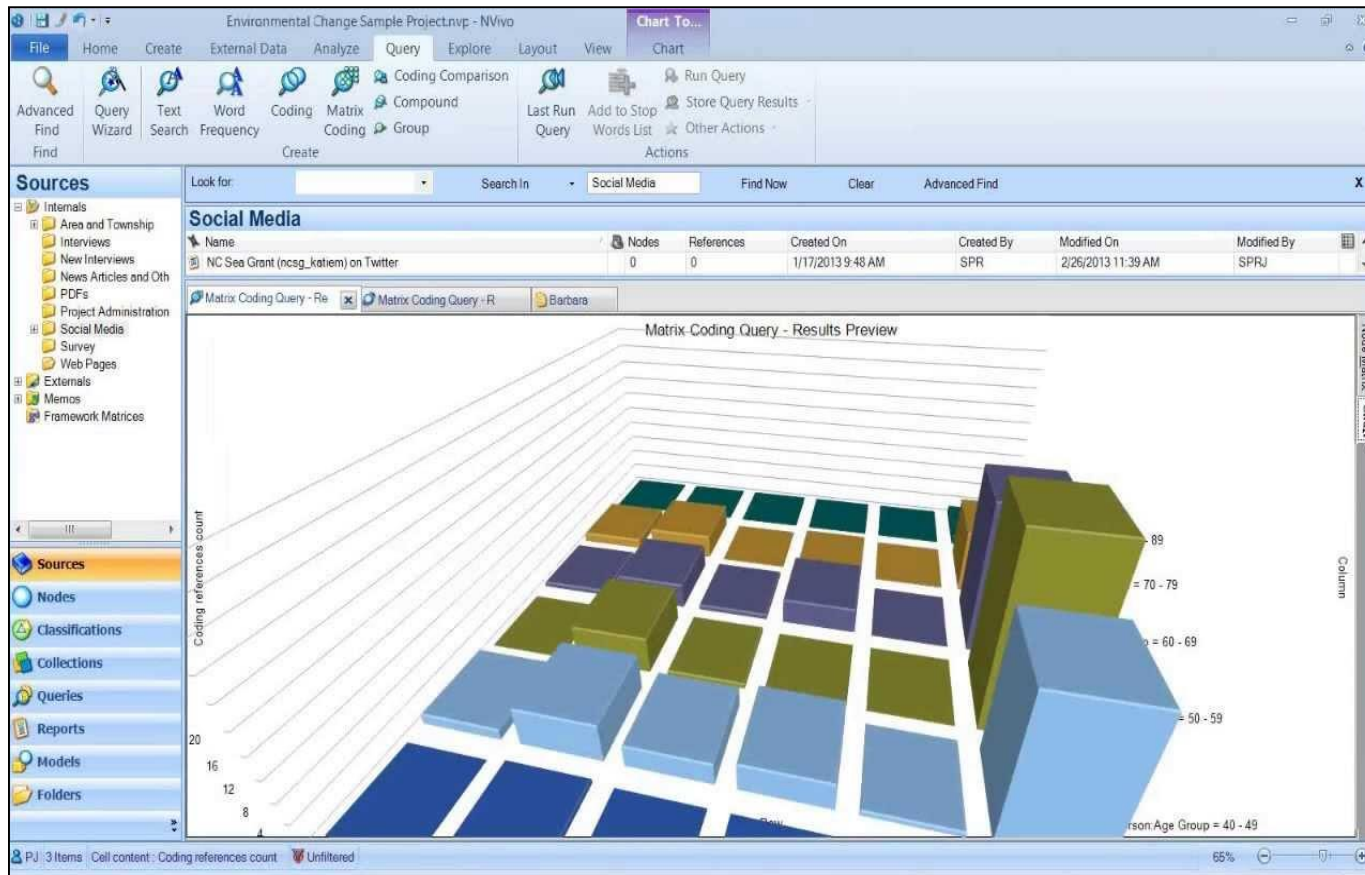 Environmental Change Sample Project.nvp - NVivo
Chart To...
File Home Create External Data Analyze Query Explore Layout View Chart
Advanced Find
Query Wizard
Text Search
Word Frequency
Coding
Matrix Coding
Coding Comparison
Compound
Group
Last Run Query
Add to Stop Words List
Run Query
Store Query Results
Other Actions
Find
Create
Actions
Sources
Look for:
Search In
Social Media
Find Now
Clear
Advanced Find
X
Internals
Area and Township
Interviews
New Interviews
News Articles and Oth
PDFs
Project Administration
Social Media
Survey
Web Pages
Externals
Memos
Framework Matrices
Social Media
Name Nodes References Created On Created By Modified On Modified By
NC Sea Grant (ncsg_katiem) on Twitter 0 0 1/17/2013 9:48 AM SPR 2/26/2013 11:39 AM SPRJ
Matrix Coding Query - Re
Matrix Coding Query - R
Barbara
Matrix Coding Query - Results Preview
Coding references count
20
16
12
8
4
- 89
= 70 - 79
= 60 - 69
= 50 - 59
rson:Age Group = 40 - 49
Column
Sources
Nodes
Classifications
Collections
Queries
Reports
Models
Folders
PJ 3 Items Cell content : Coding references count Unfiltered
65%